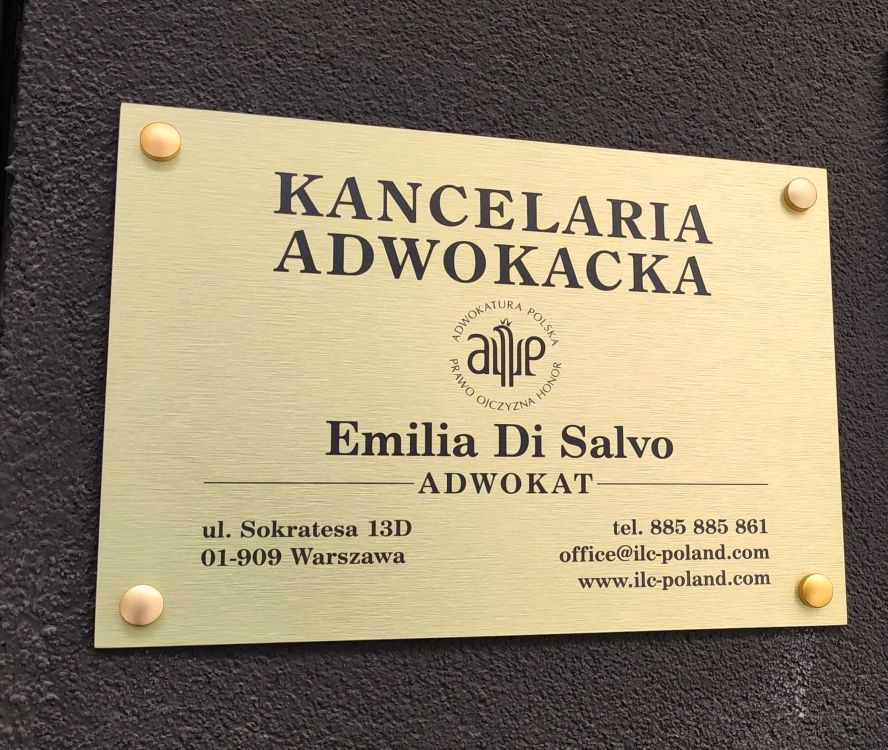 KANCELARIA
ADWOKACKA
ADWOKATURA POLSKA
adwp
PRAWO OJCZYZNA HONOR
Emilia Di Salvo
ADWOKAT
ul. Sokratesa 13D
01-909 Warszawa
tel. 885 885 861
office@ilc-poland.com
www.ilc-poland.com